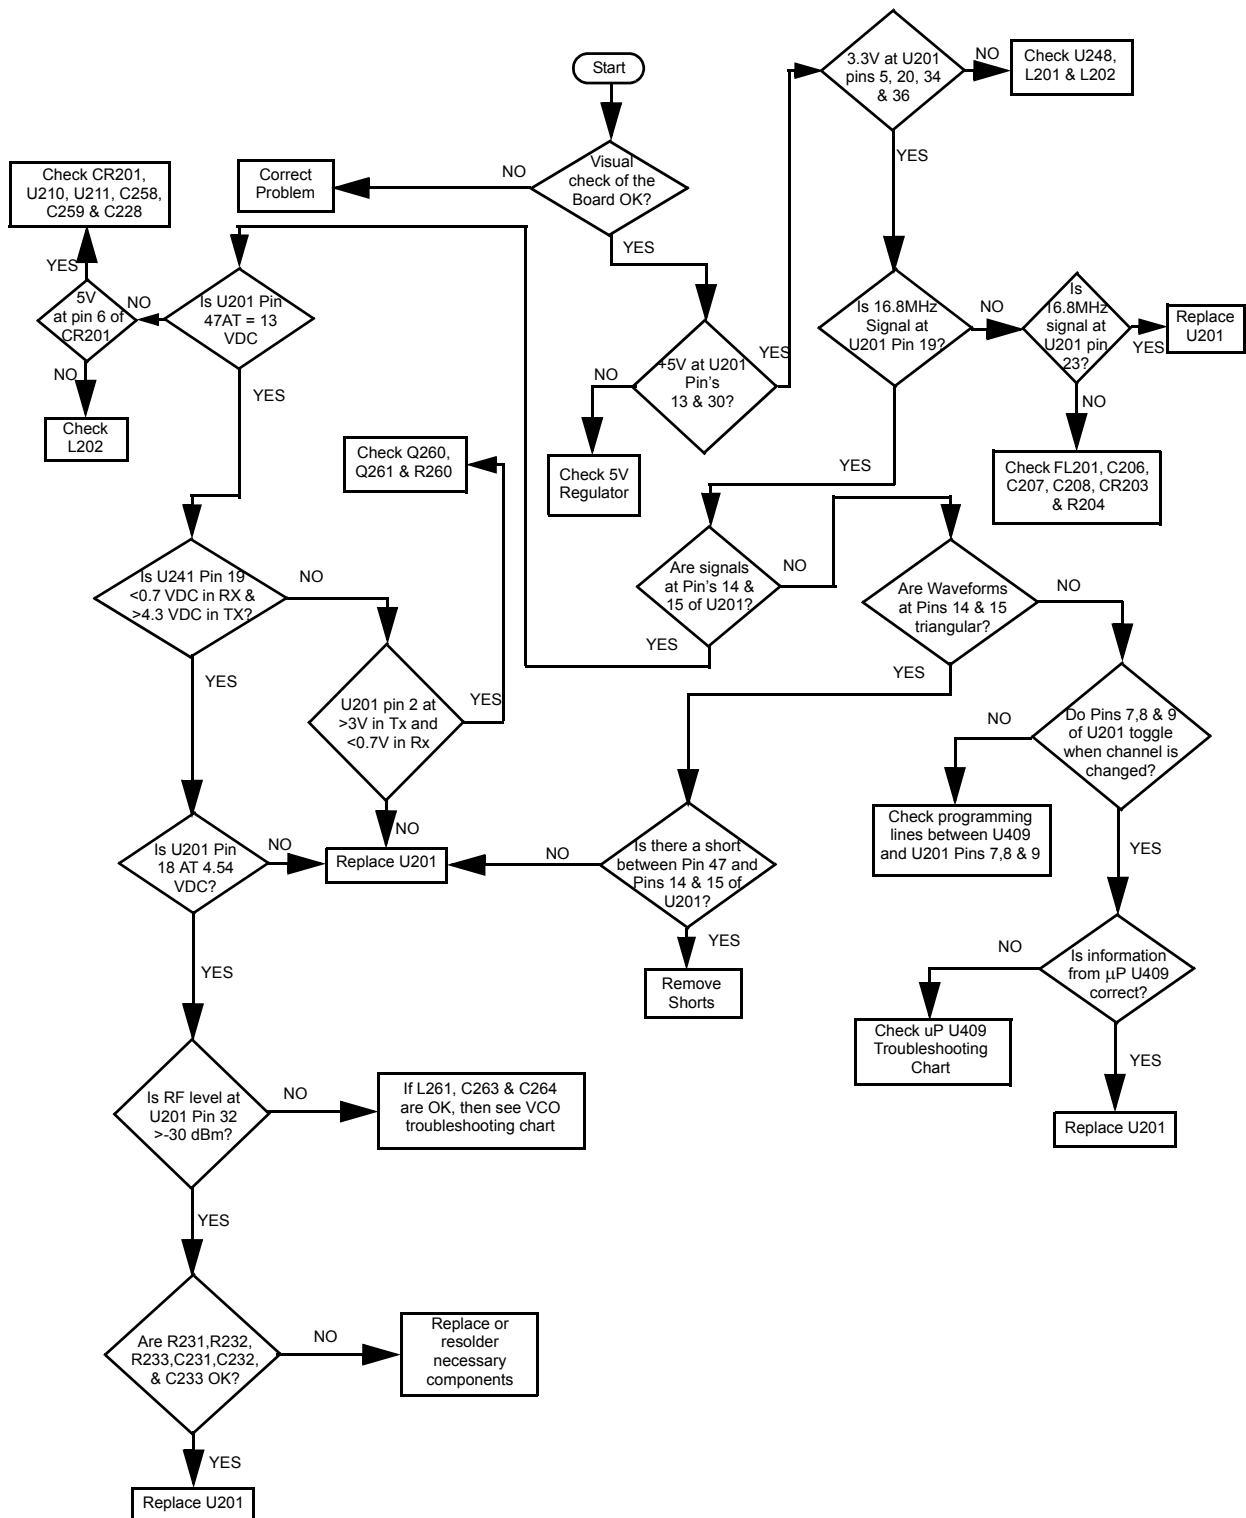 Start
Visual
check of the
Board OK?
NO
Correct
Problem
YES
+5V at U201
Pin's
13 & 30?
NO
Check 5V
Regulator
YES
3.3V at U201
pins 5, 20, 34
& 36
NO
Check U248,
L201 & L202
YES
Is 16.8MHz
Signal at
U201 Pin 19?
NO
Is
16.8MHz
signal at
U201 pin
23?
YES
Replace
U201
NO
Check FL201, C206,
C207, C208, CR203
& R204
YES
Are signals
at Pin's 14 &
15 of U201?
NO
Are Waveforms
at Pins 14 & 15
triangular?
NO
Do Pins 7,8 & 9
of U201 toggle
when channel is
changed?
NO
Check programming
lines between U409
and U201 Pins 7,8 & 9
YES
Is information
from µP U409
correct?
NO
Check uP U409
Troubleshooting
Chart
YES
Replace U201
YES
Is there a short
between Pin 47 and
Pins 14 & 15 of
U201?
NO
YES
Remove
Shorts
YES
Is U201 Pin
47AT = 13
VDC
NO
5V
at pin 6 of
CR201
YES
Check CR201,
U210, U211, C258,
C259 & C228
NO
Check
L202
YES
Is U241 Pin 19
<0.7 VDC in RX &
>4.3 VDC in TX?
NO
U201 pin 2 at
>3V in Tx and
<0.7V in Rx
YES
Check Q260,
Q261 & R260
NO
Replace U201
YES
Is U201 Pin
18 AT 4.54
VDC?
NO
YES
Is RF level at
U201 Pin 32
>-30 dBm?
NO
If L261, C263 & C264
are OK, then see VCO
troubleshooting chart
YES
Are R231,R232,
R233,C231,C232,
& C233 OK?
NO
Replace or
resolder
necessary
components
YES
Replace U201